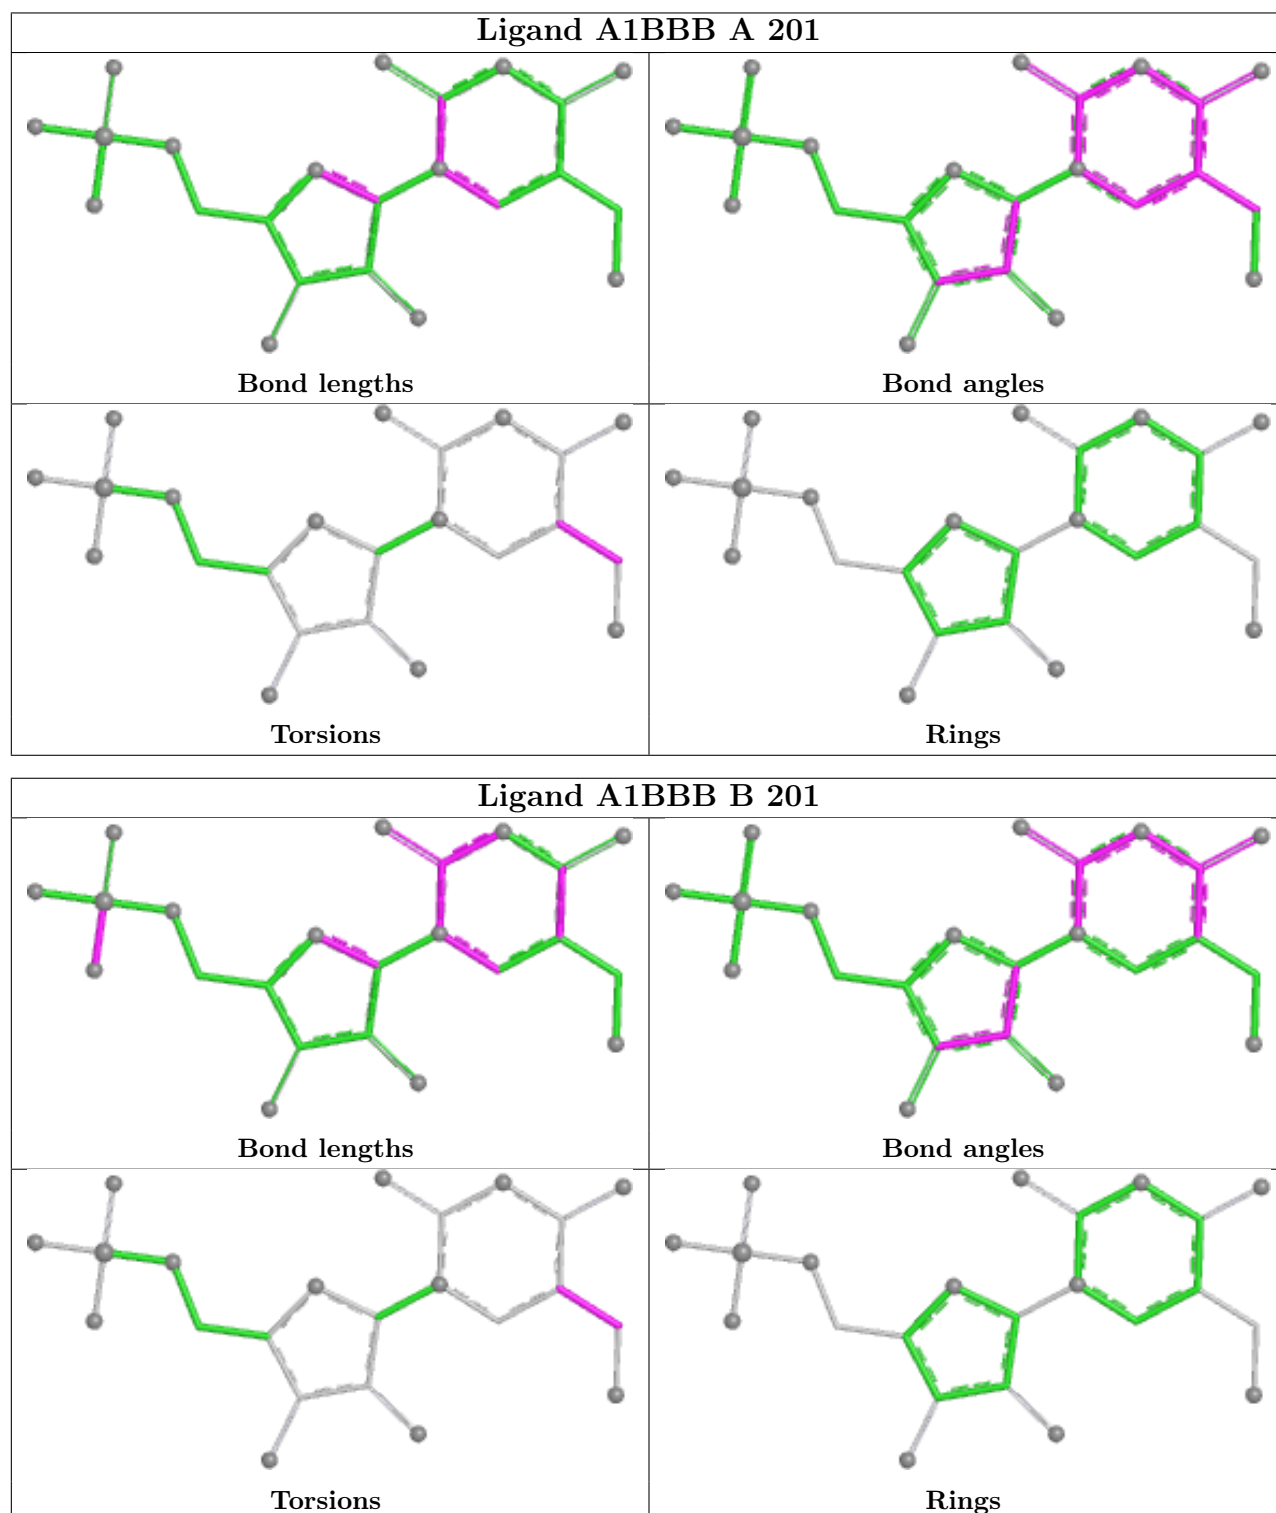 Ligand A1BBB A 201
Bond lengths
Bond angles
Torsions
Rings
Ligand A1BBB B 201
Bond lengths
Bond angles
Torsions
Rings